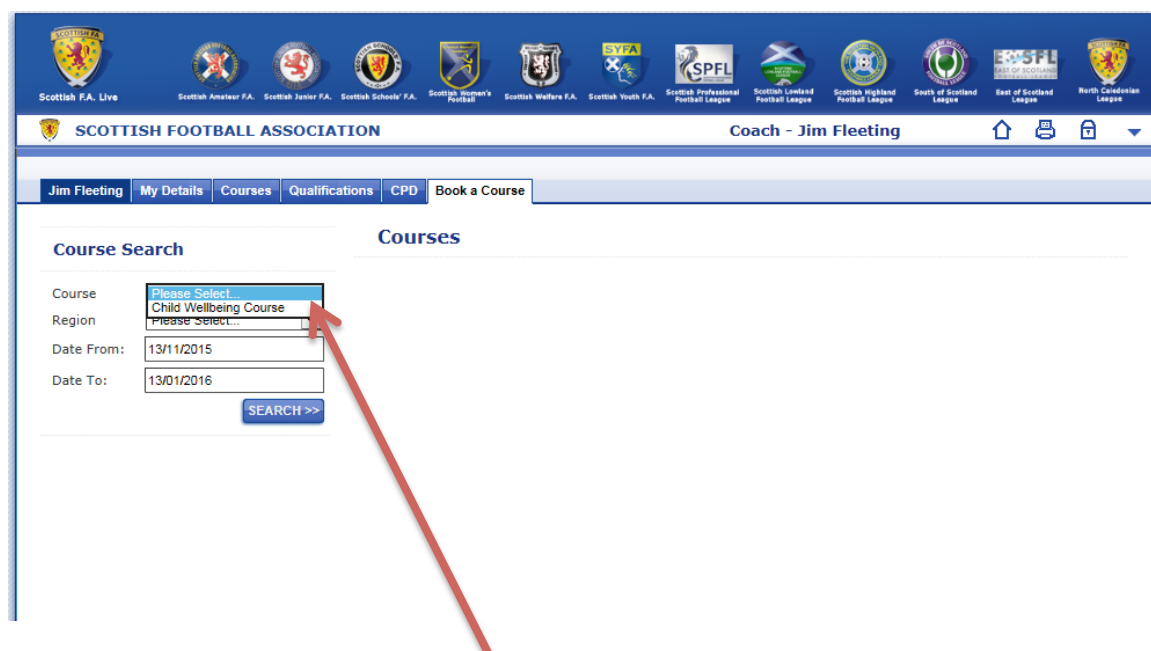 SCOTTISH FA
SYFA
SPFL
Scottish F.A. Live
Scottish Amateur F.A.
Scottish Junior F.A.
Scottish Schools' F.A.
Scottish Women's Football
Scottish Welfare F.A.
Scottish Youth F.A.
Scottish Professional Football League
Scottish Lowland Football League
Scottish Highland Football League
South of Scotland League
East of Scotland League
North Caledonian League
SCOTTISH FOOTBALL ASSOCIATION
Coach - Jim Fleeting
Jim Fleeting
My Details
Courses
Qualifications
CPD
Book a Course
Course Search
Courses
Course
Please Select...
Child Wellbeing Course
Region
Please Select...
Date From:
13/11/2015
Date To:
13/01/2016
SEARCH >>